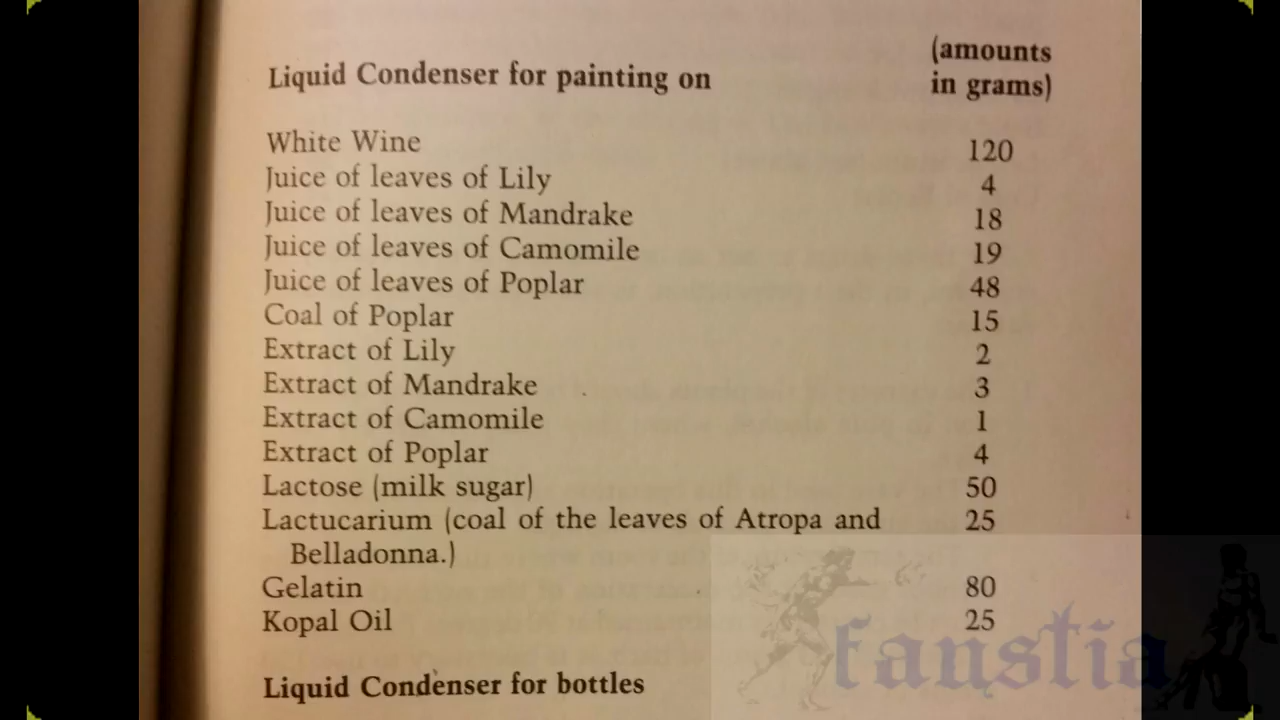 Liquid Condenser for painting on (amounts in grams)
White Wine 120
Juice of leaves of Lily 4
Juice of leaves of Mandrake 18
Juice of leaves of Camomile 19
Juice of leaves of Poplar 48
Coal of Poplar 15
Extract of Lily 2
Extract of Mandrake 3
Extract of Camomile 1
Extract of Poplar 4
Lactose (milk sugar) 50
Lactucarium (coal of the leaves of Atropa and 25
Belladonna.)
Gelatin 80
Kopal Oil 25
faustia
Liquid Condenser for bottles